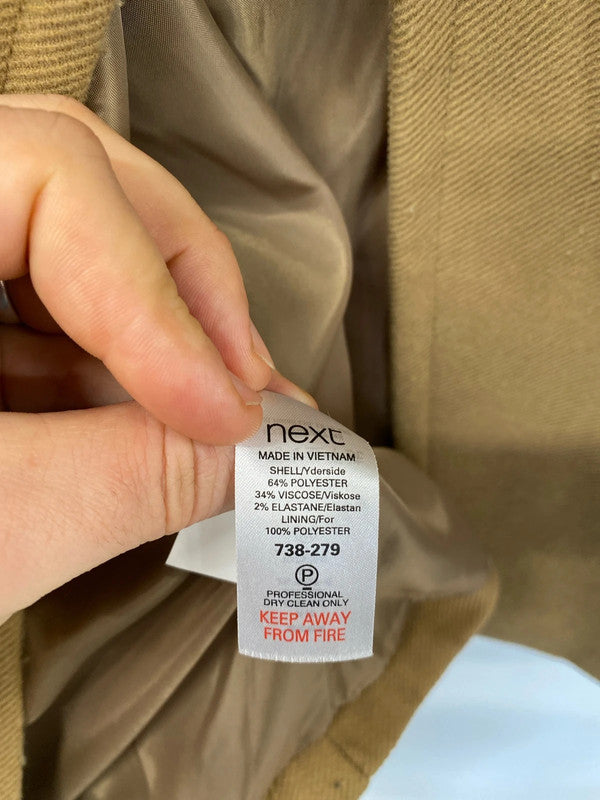 next
MADE IN VIETNAM
SHELL/Yderside
64% POLYESTER
34% VISCOSE/Viskose
2% ELASTANE/Elastan
LINING/For
100% POLYESTER
738-279
P
PROFESSIONAL
DRY CLEAN ONLY
KEEP AWAY
FROM FIRE